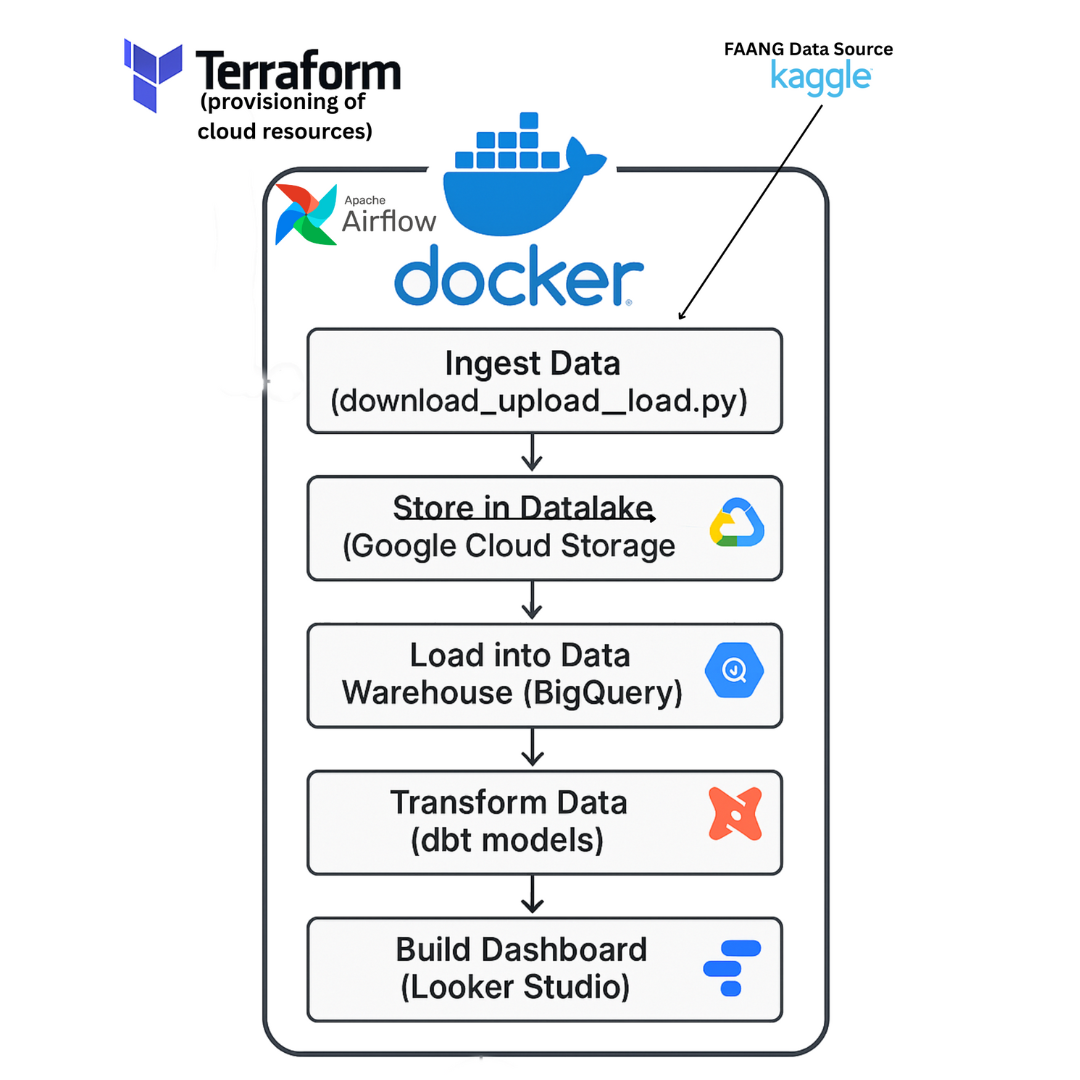 Terraform
(provisioning of
cloud resources)
FAANG Data Source
kaggle
Apache
Airflow
docker®
Ingest Data
(download_upload__load.py)
Store in Datalake
(Google Cloud Storage
Load into Data
Warehouse (BigQuery)
Transform Data
(dbt models)
Build Dashboard
(Looker Studio)